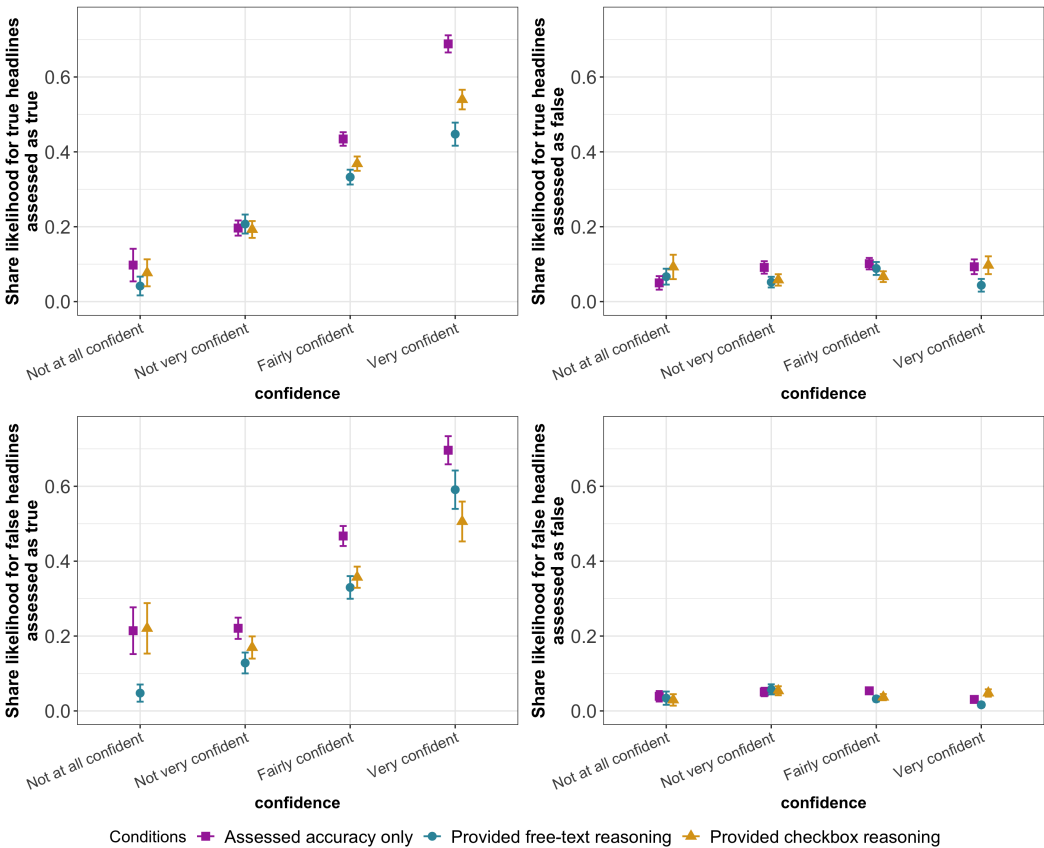 Share likelihood for true headlines
assessed as true
0.6
0.4
0.2
0.0
Not at all confident
Not very confident
Fairly confident
Very confident
confidence
Share likelihood for true headlines
assessed as false
0.6
0.4
0.2
0.0
Not at all confident
Not very confident
Fairly confident
Very confident
confidence
Share likelihood for false headlines
assessed as true
0.6
0.4
0.2
0.0
Not at all confident
Not very confident
Fairly confident
Very confident
confidence
Share likelihood for false headlines
assessed as false
0.6
0.4
0.2
0.0
Not at all confident
Not very confident
Fairly confident
Very confident
confidence
Conditions Assessed accuracy only Provided free-text reasoning Provided checkbox reasoning